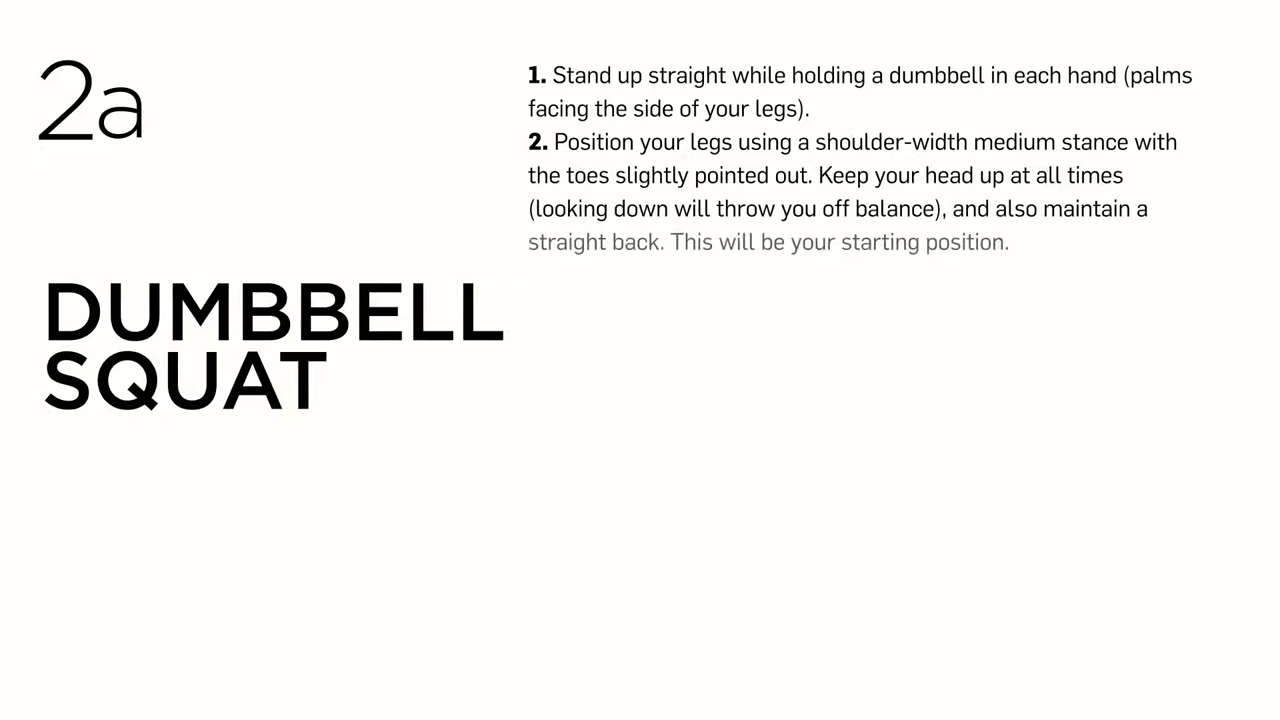 2a
DUMBBELL
SQUAT
1. Stand up straight while holding a dumbbell in each hand (palms
facing the side of your legs).
2. Position your legs using a shoulder-width medium stance with
the toes slightly pointed out. Keep your head up at all times
(looking down will throw you off balance), and also maintain a
straight back. This will be your starting position.